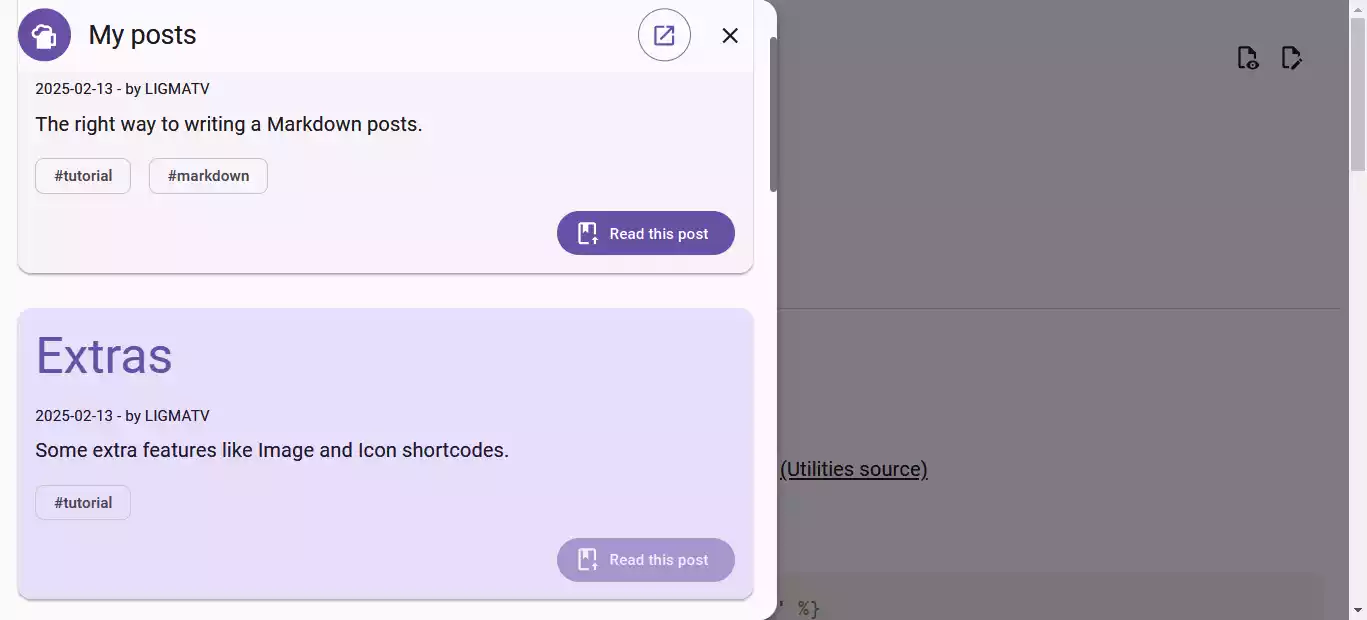 My posts
2025-02-13 - by LIGMATV
The right way to writing a Markdown posts.
#tutorial #markdown
Read this post
Extras
2025-02-13 - by LIGMATV
Some extra features like Image and Icon shortcodes.
(Utilities source)
#tutorial
Read this post
' %}